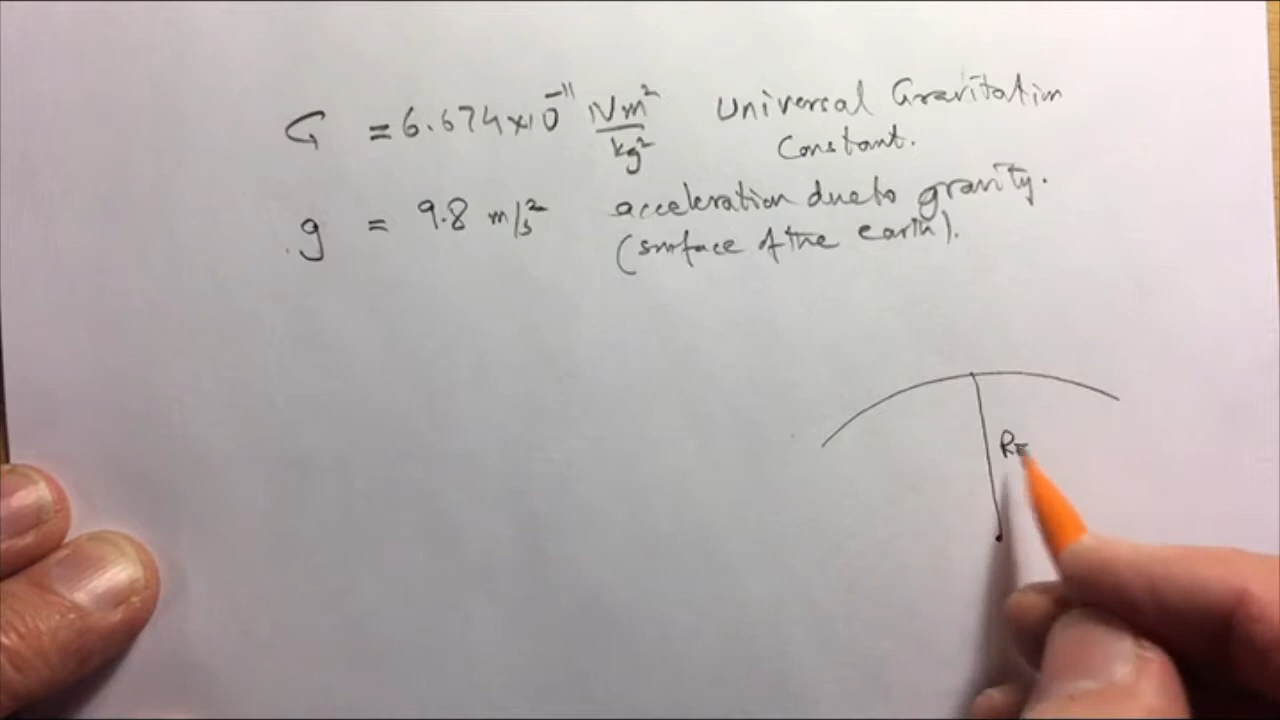 G = 6.674×10⁻¹¹ Nm²/kg² Universal Gravitation
Constant.
g = 9.8 m/s² acceleration due to gravity.
(surface of the earth).
RE